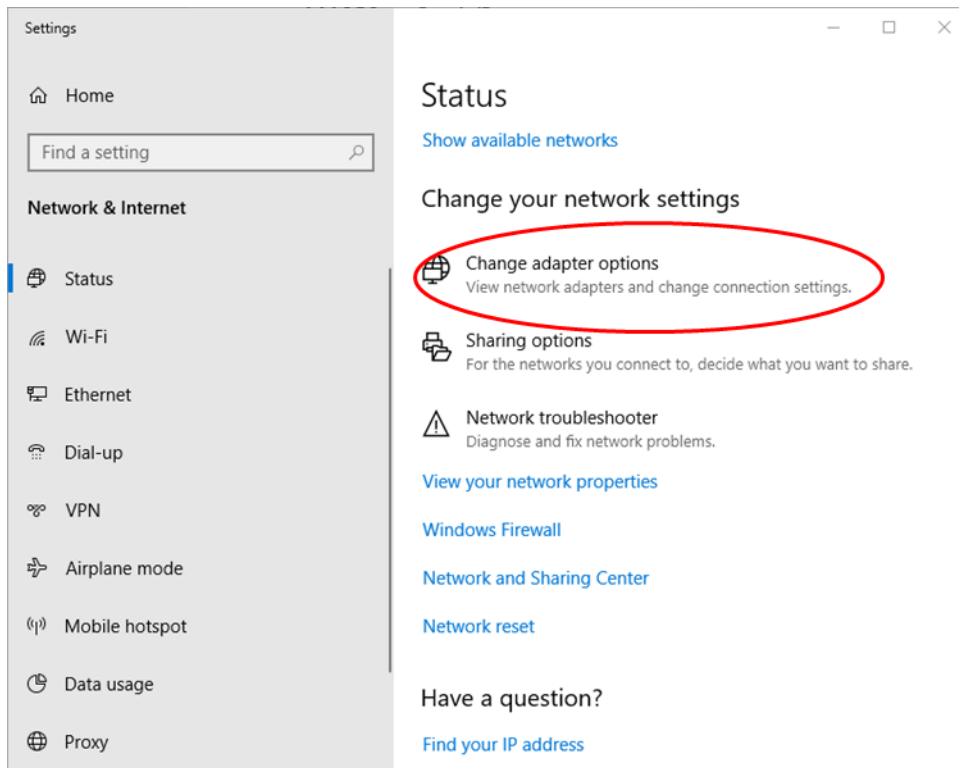 Settings
Home
Find a setting
Network & Internet
Status
Wi-Fi
Ethernet
Dial-up
VPN
Airplane mode
Mobile hotspot
Data usage
Proxy
Status
Show available networks
Change your network settings
Change adapter options
View network adapters and change connection settings.
Sharing options
For the networks you connect to, decide what you want to share.
Network troubleshooter
Diagnose and fix network problems.
View your network properties
Windows Firewall
Network and Sharing Center
Network reset
Have a question?
Find your IP address